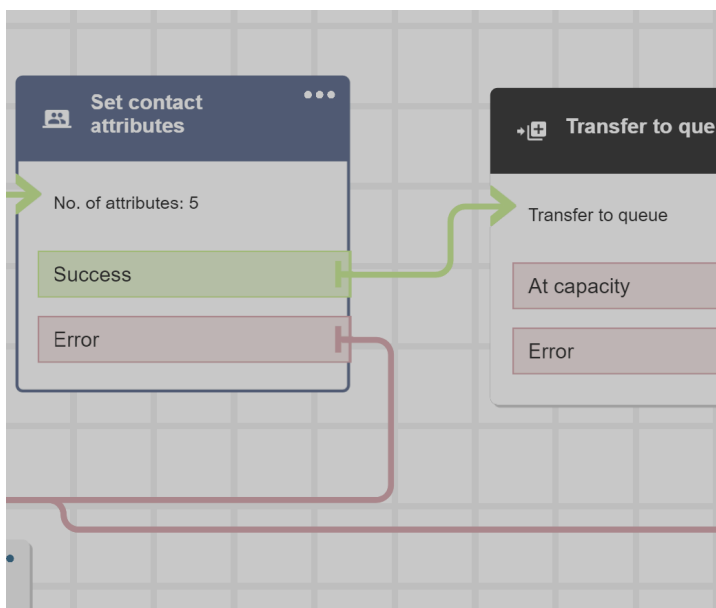 Set contact
attributes
No. of attributes: 5
Success
Error
Transfer to que
Transfer to queue
At capacity
Error